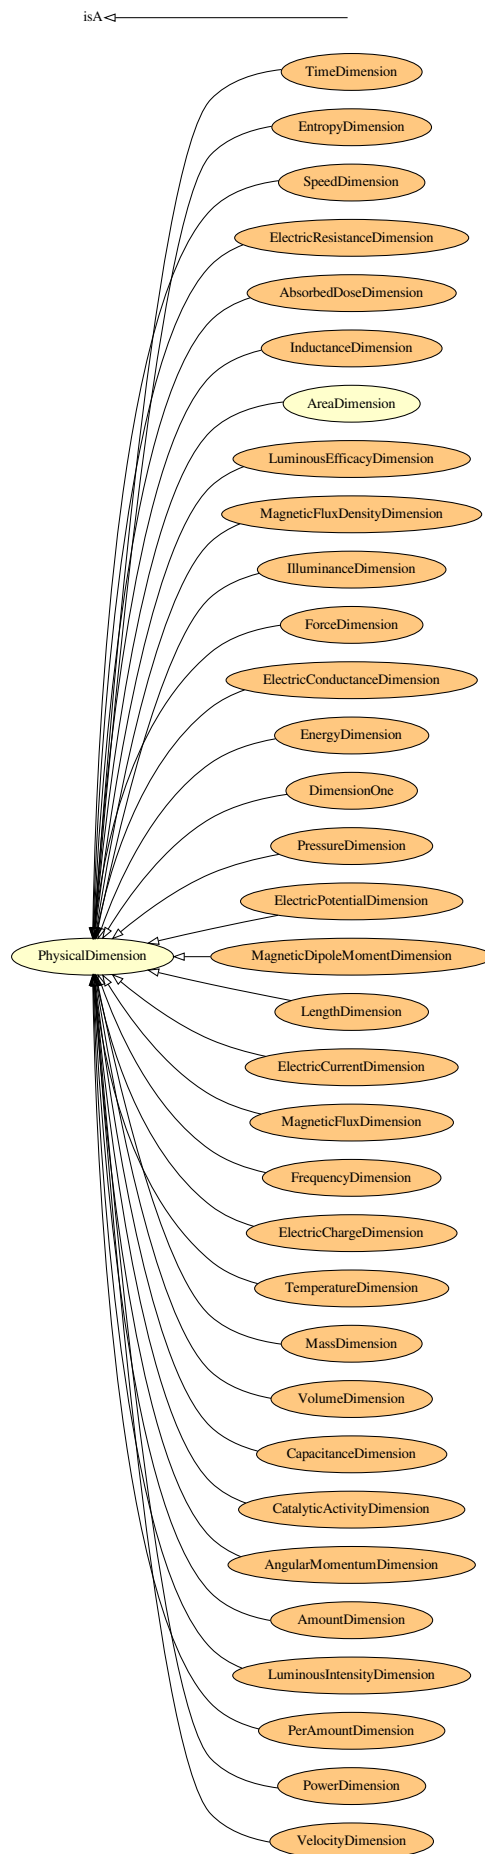 isA
TimeDimension
EntropyDimension
SpeedDimension
ElectricResistanceDimension
AbsorbedDoseDimension
InductanceDimension
AreaDimension
LuminousEfficacyDimension
MagneticFluxDensityDimension
IlluminanceDimension
ForceDimension
ElectricConductanceDimension
EnergyDimension
DimensionOne
PressureDimension
ElectricPotentialDimension
PhysicalDimension
MagneticDipoleMomentDimension
LengthDimension
ElectricCurrentDimension
MagneticFluxDimension
FrequencyDimension
ElectricChargeDimension
TemperatureDimension
MassDimension
VolumeDimension
CapacitanceDimension
CatalyticActivityDimension
AngularMomentumDimension
AmountDimension
LuminousIntensityDimension
PerAmountDimension
PowerDimension
VelocityDimension